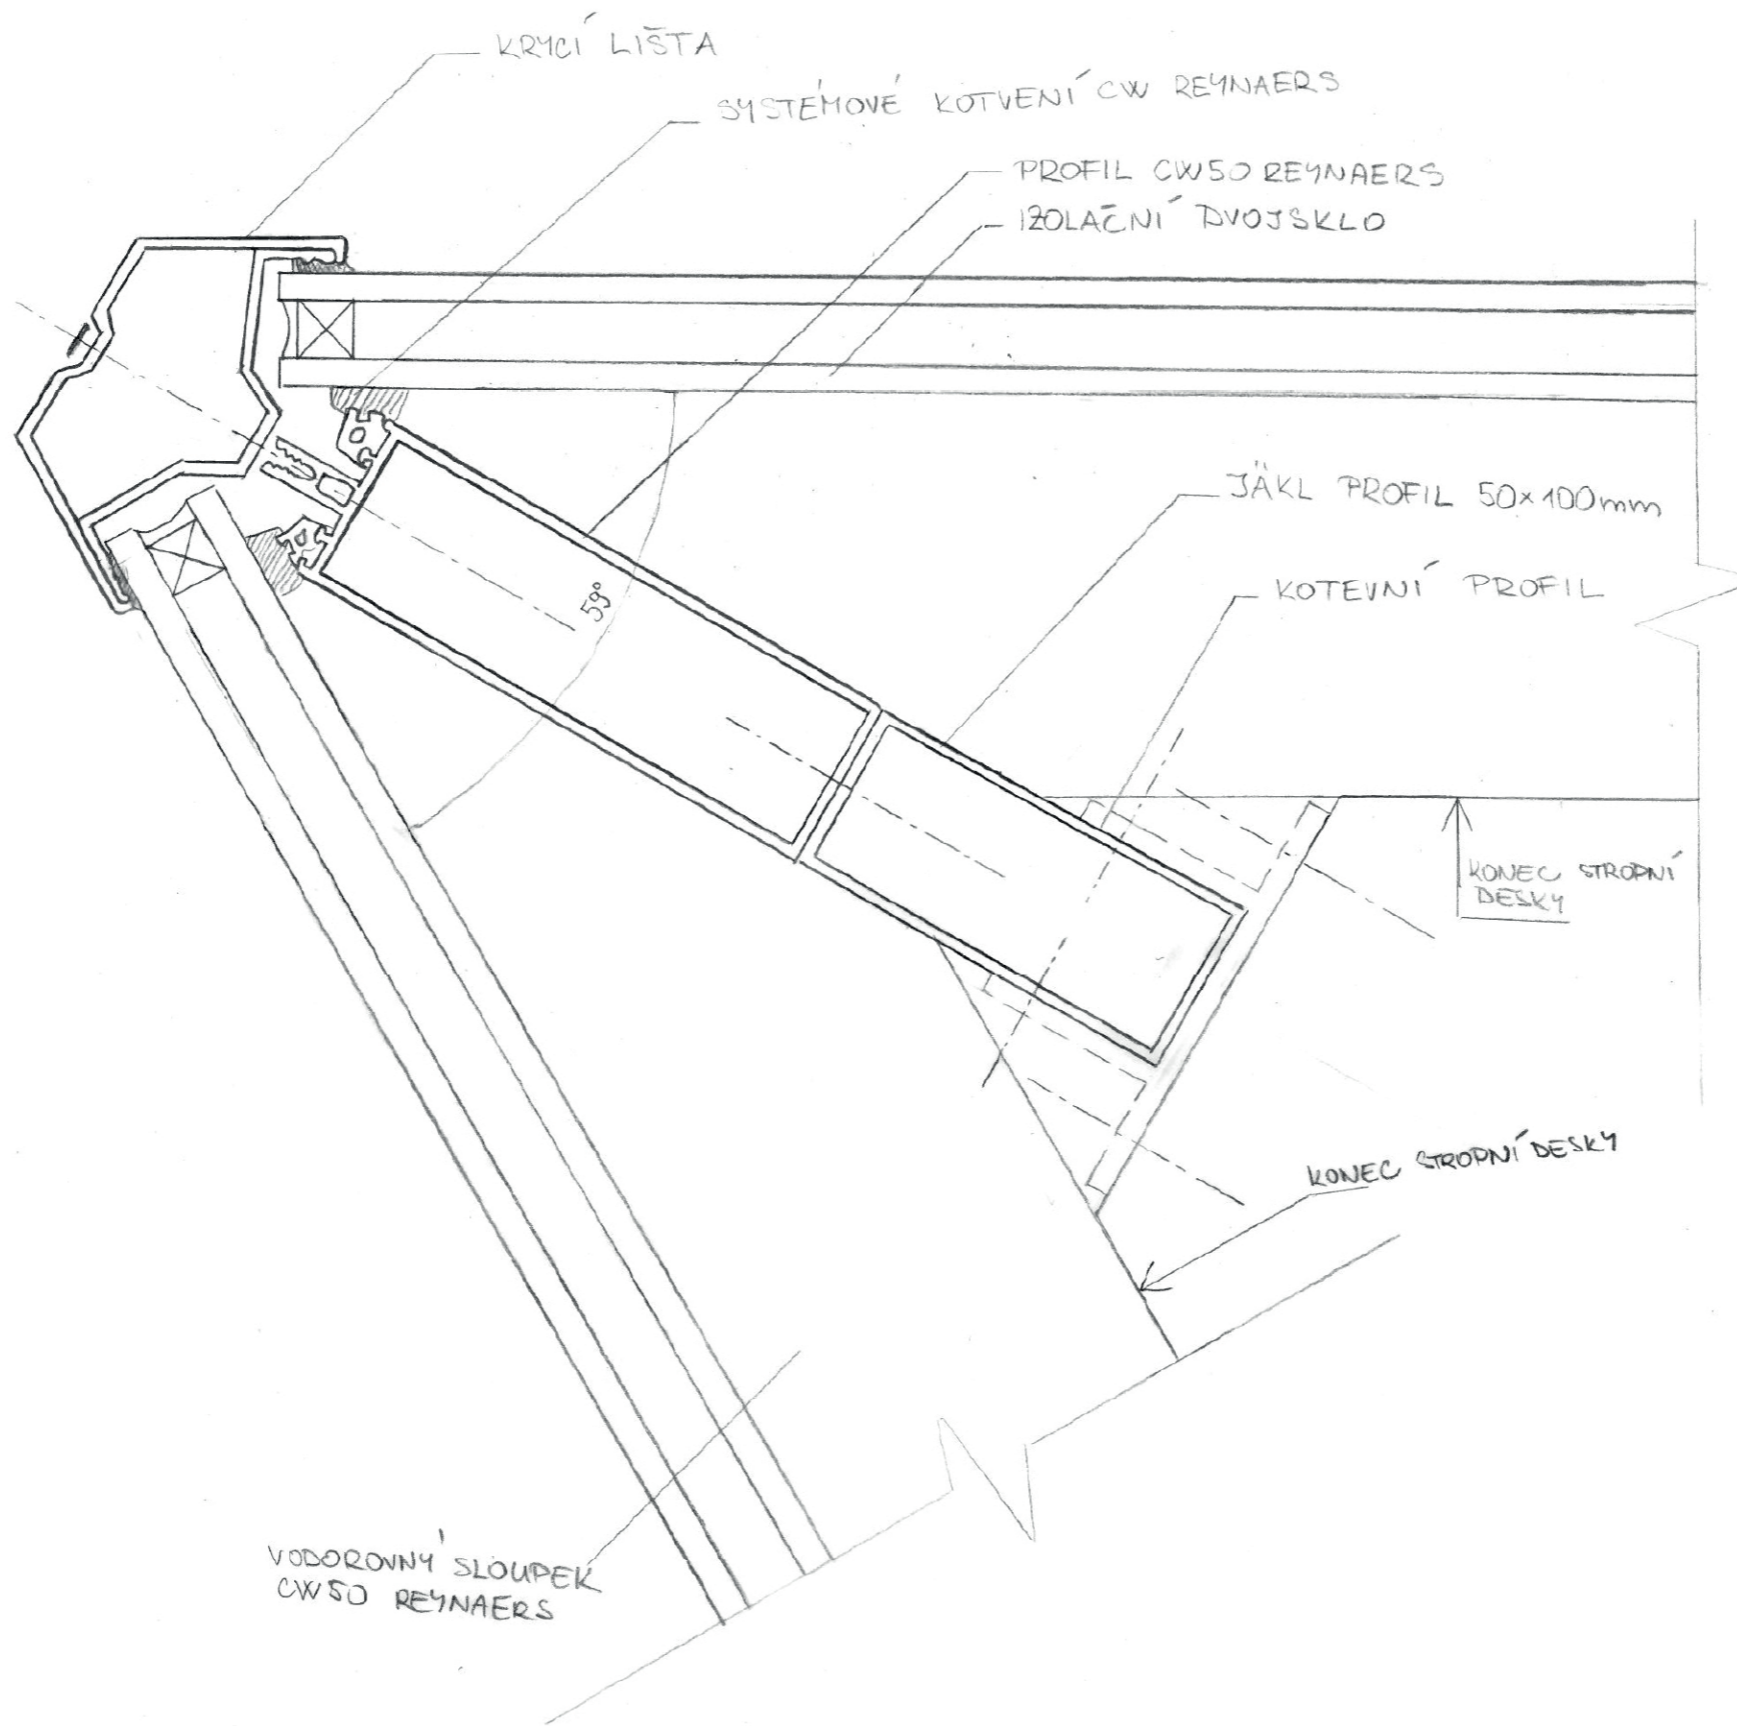 KRYCÍ LIŠTA
SYSTÉMOVÉ KOTVENÍ CW REYNAERS
PROFIL CW50 REYNAERS
IZOLAČNÍ DVOJSKLO
JÄKL PROFIL 50×100mm
KOTEVNÍ PROFIL
59°
KONEC STROPNÍ
DESKY
KONEC STROPNÍ DESKY
VODOROVNÝ SLOUPEK
CW50 REYNAERS